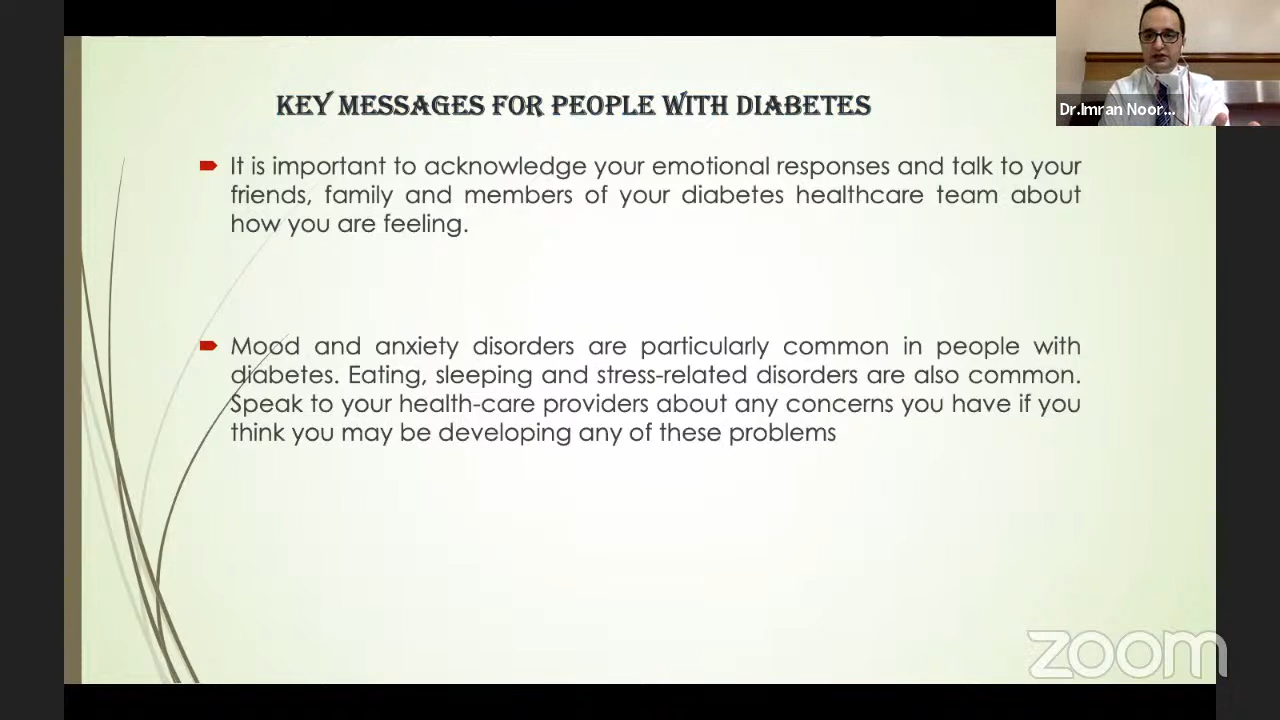 KEY MESSAGES FOR PEOPLE WITH DIABETES
It is important to acknowledge your emotional responses and talk to your
friends, family and members of your diabetes healthcare team about
how you are feeling.
Mood and anxiety disorders are particularly common in people with
diabetes. Eating, sleeping and stress-related disorders are also common.
Speak to your health-care providers about any concerns you have if you
think you may be developing any of these problems
Dr.Imran Noor...
zoom